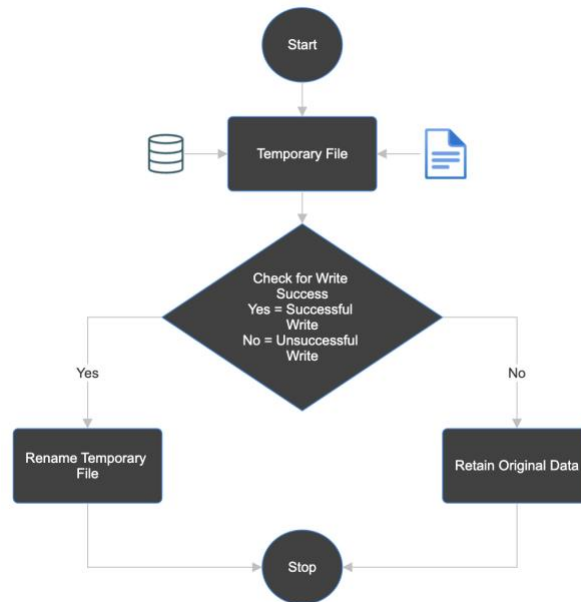 Start
Temporary File
Check for Write
Success
Yes = Successful
Write
No = Unsuccessful
Write
Yes
No
Rename Temporary
File
Retain Original Data
Stop